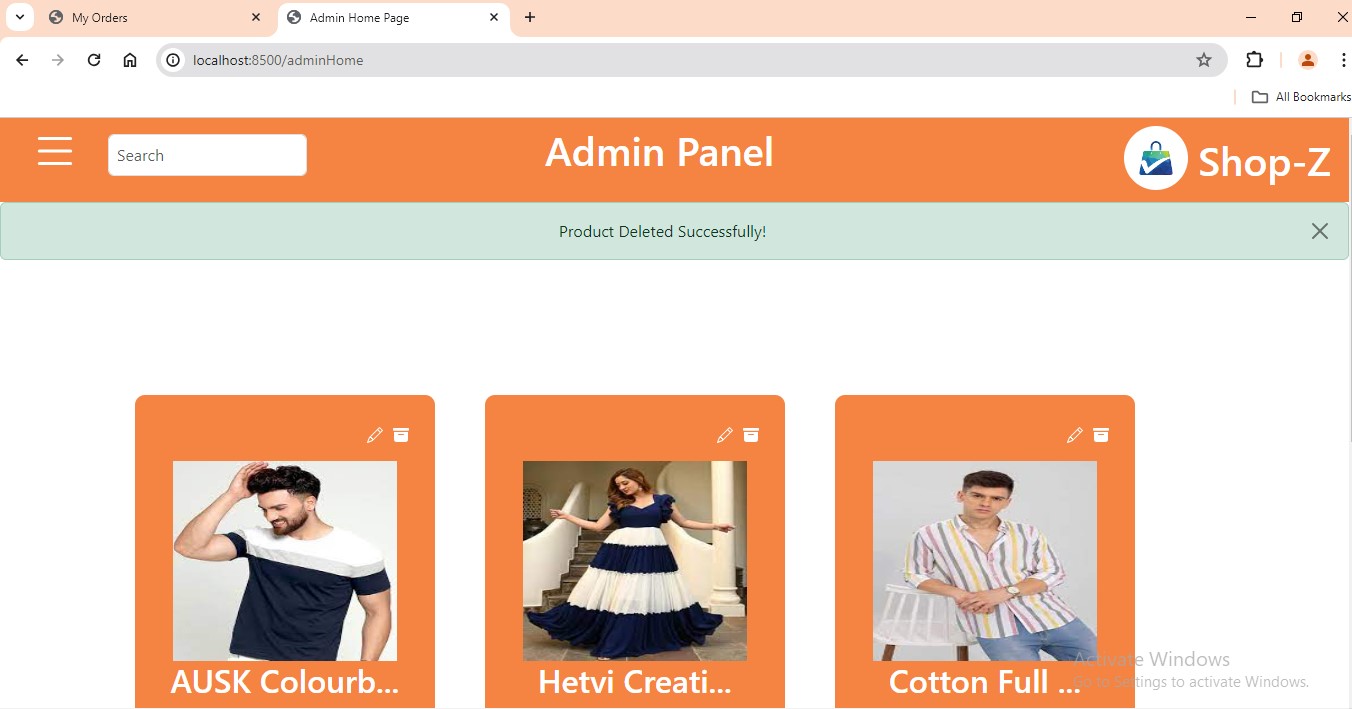 My Orders
Admin Home Page
localhost:8500/adminHome
All Bookmarks
Search
Admin Panel
Shop-Z
Product Deleted Successfully!
AUSK Colourb...
Hetvi Creati...
Cotton Full ...
Activate Windows
Go to Settings to activate Windows.